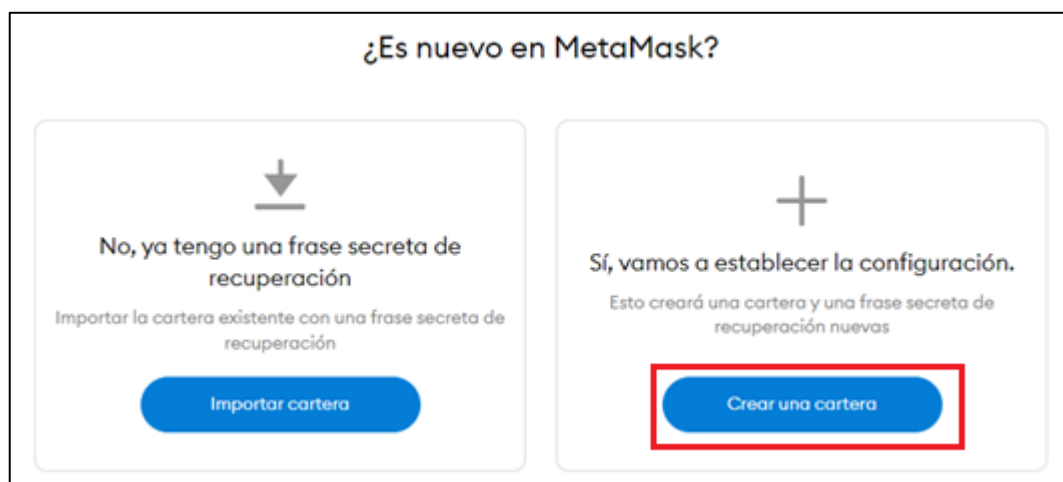 ¿Es nuevo en MetaMask?
No, ya tengo una frase secreta de
recuperación
Importar la cartera existente con una frase secreta de
recuperación
Importar cartera
Sí, vamos a establecer la configuración.
Esto creará una cartera y una frase secreta de
recuperación nuevas
Crear una cartera